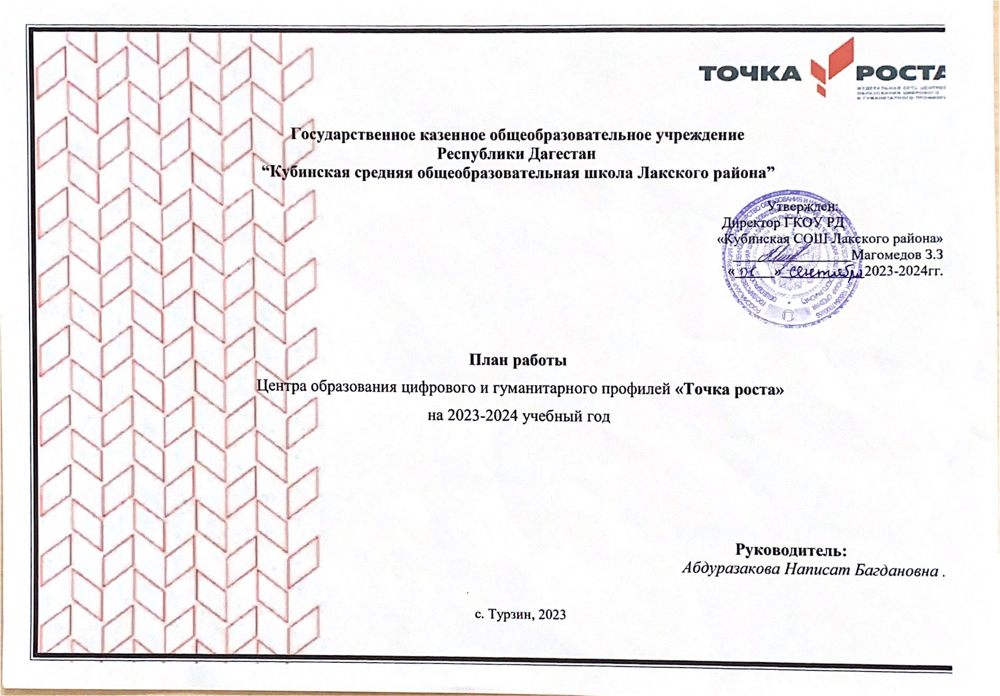 ТОЧКА РОСТА
ФЕДЕРАЛЬНАЯ СЕТЬ ЦЕНТРОВ
ОБРАЗОВАНИЯ ЦИФРОВОГО
И ГУМАНИТАРНОГО ПРОФИЛЕЙ
Государственное казенное общеобразовательное учреждение
Республики Дагестан
“Кубинская средняя общеобразовательная школа Лакского района”
Утвержден:
Директор ГКОУ РД
«Кубинская СОШ Лакского района»
Магомедов З.З
« » сентября 2023-2024гг.
План работы
Центра образования цифрового и гуманитарного профилей «Точка роста»
на 2023-2024 учебный год
Руководитель:
Абдуразакова Написат Багдановна .
с. Турзин, 2023